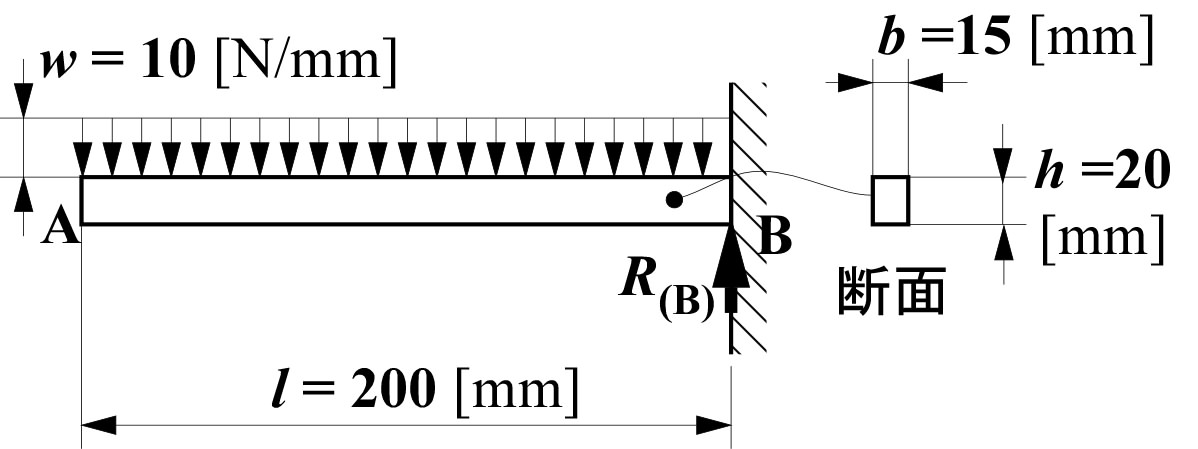 w = 10 [N/mm]
b =15 [mm]
h =20
[mm]
A
B
R(B)
断面
l = 200 [mm]